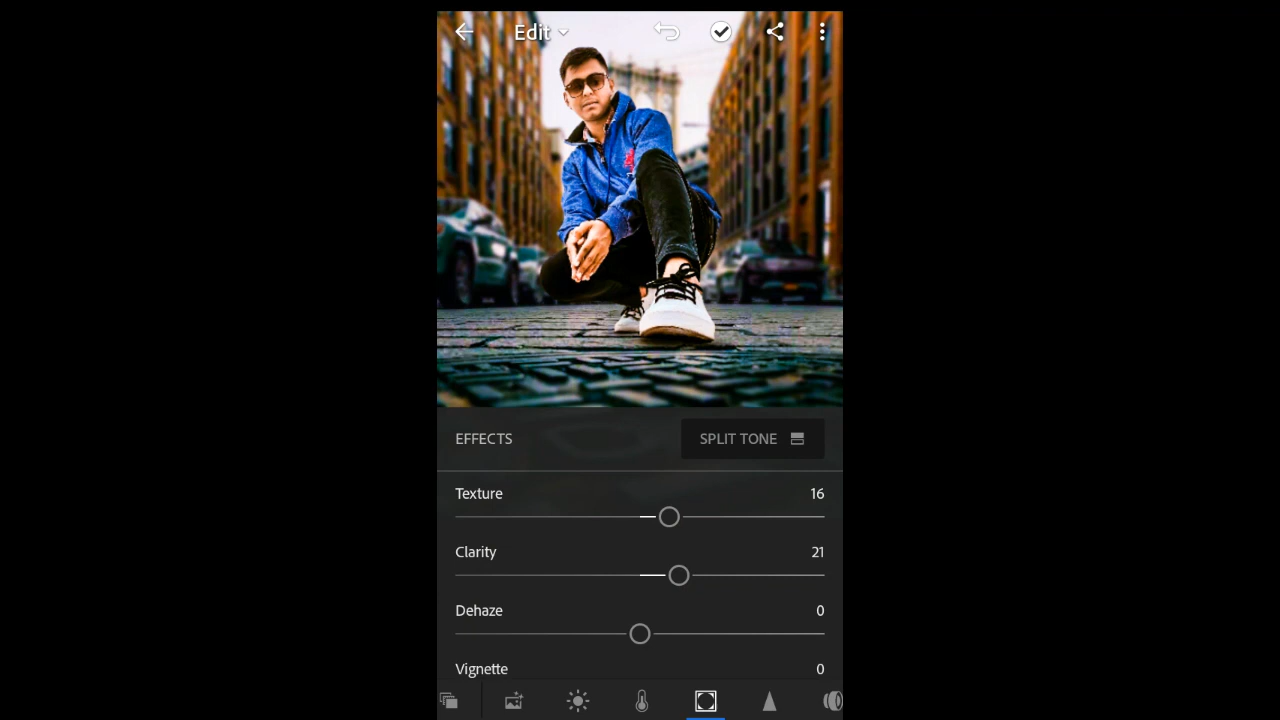 Edit
EFFECTS
SPLIT TONE
Texture 16
Clarity 21
Dehaze 0
Vignette 0